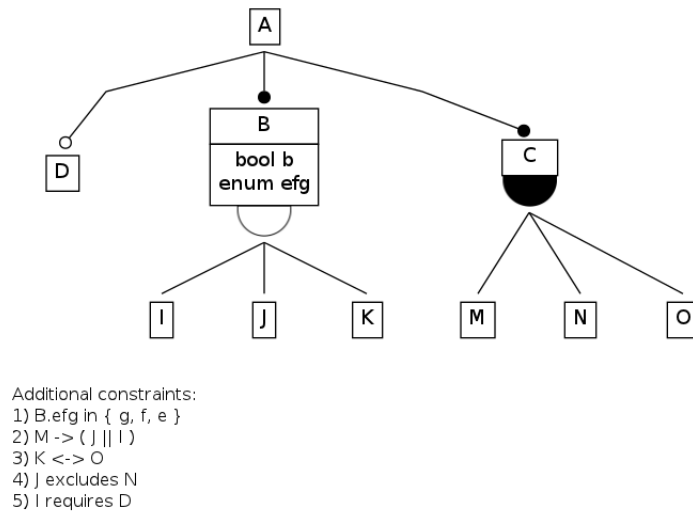 A
D
B
bool b
enum efg
C
I
J
K
M
N
O
Additional constraints:
1) B.efg in { g, f, e }
2) M -> ( J || I )
3) K <-> O
4) J excludes N
5) I requires D